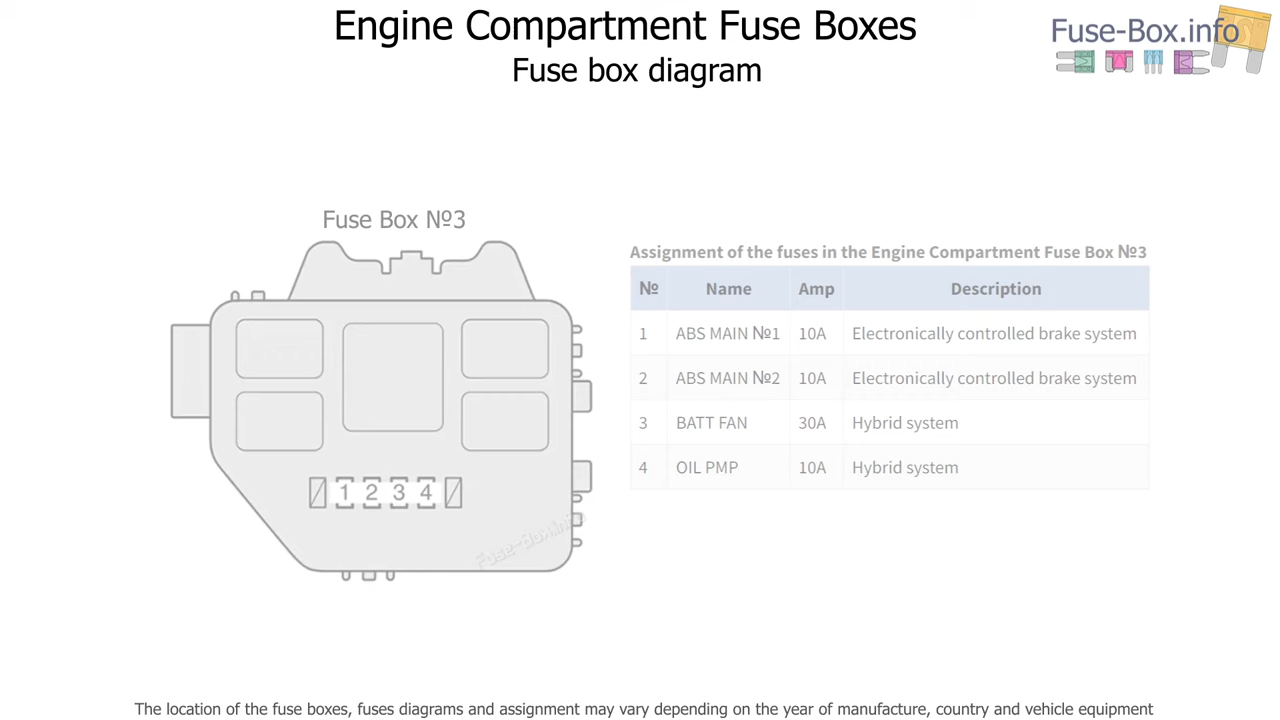 Engine Compartment Fuse Boxes
Fuse box diagram
Fuse-Box.info
Fuse Box №3
1 2 3 4
Fuse-Box.info
Assignment of the fuses in the Engine Compartment Fuse Box №3
№ Name Amp Description
1 ABS MAIN №1 10A Electronically controlled brake system
2 ABS MAIN №2 10A Electronically controlled brake system
3 BATT FAN 30A Hybrid system
4 OIL PMP 10A Hybrid system
The location of the fuse boxes, fuses diagrams and assignment may vary depending on the year of manufacture, country and vehicle equipment